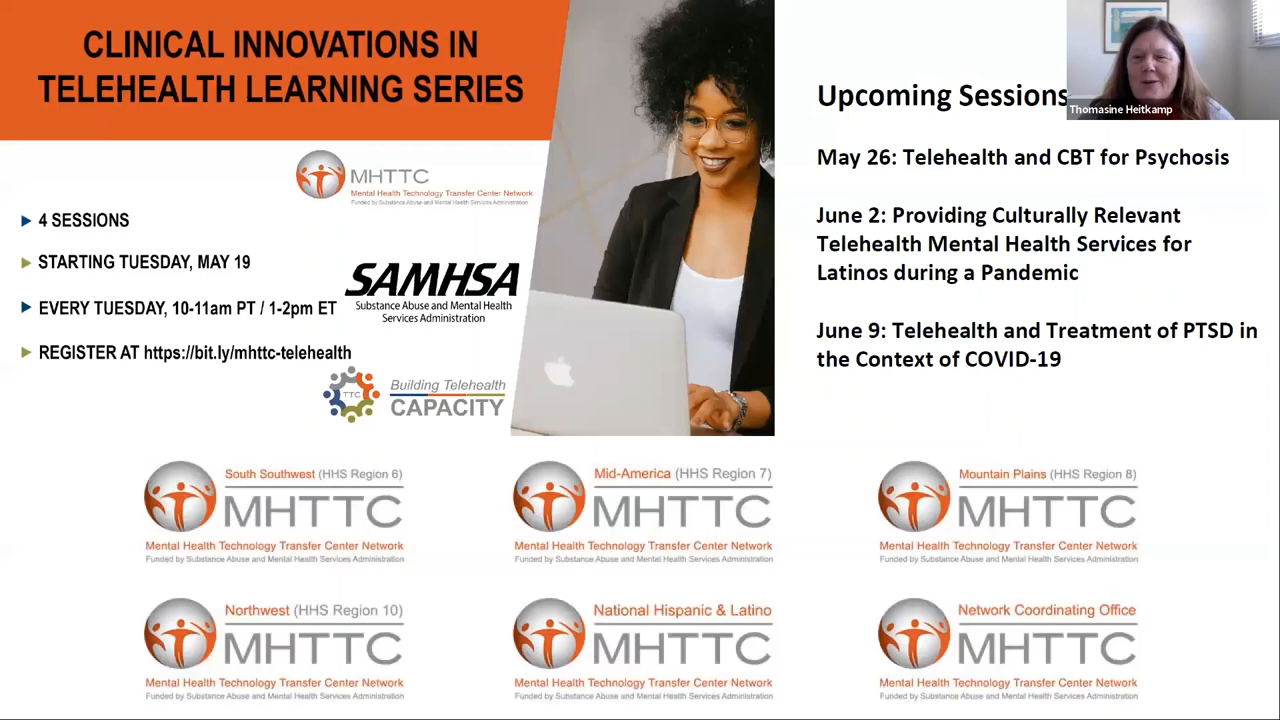 CLINICAL INNOVATIONS IN
TELEHEALTH LEARNING SERIES
MHTTC
Mental Health Technology Transfer Center Network
Funded by Substance Abuse and Mental Health Services Administration
4 SESSIONS
STARTING TUESDAY, MAY 19
EVERY TUESDAY, 10-11am PT / 1-2pm ET
REGISTER AT https://bit.ly/mhttc-telehealth
SAMHSA
Substance Abuse and Mental Health
Services Administration
TTC
Building Telehealth
CAPACITY
Upcoming Sessions
Thomasine Heitkamp
May 26: Telehealth and CBT for Psychosis
June 2: Providing Culturally Relevant
Telehealth Mental Health Services for
Latinos during a Pandemic
June 9: Telehealth and Treatment of PTSD in
the Context of COVID-19
South Southwest (HHS Region 6)
MHTTC
Mental Health Technology Transfer Center Network
Funded by Substance Abuse and Mental Health Services Administration
Mid-America (HHS Region 7)
MHTTC
Mental Health Technology Transfer Center Network
Funded by Substance Abuse and Mental Health Services Administration
Mountain Plains (HHS Region 8)
MHTTC
Mental Health Technology Transfer Center Network
Funded by Substance Abuse and Mental Health Services Administration
Northwest (HHS Region 10)
MHTTC
Mental Health Technology Transfer Center Network
Funded by Substance Abuse and Mental Health Services Administration
National Hispanic & Latino
MHTTC
Mental Health Technology Transfer Center Network
Funded by Substance Abuse and Mental Health Services Administration
Network Coordinating Office
MHTTC
Mental Health Technology Transfer Center Network
Funded by Substance Abuse and Mental Health Services Administration